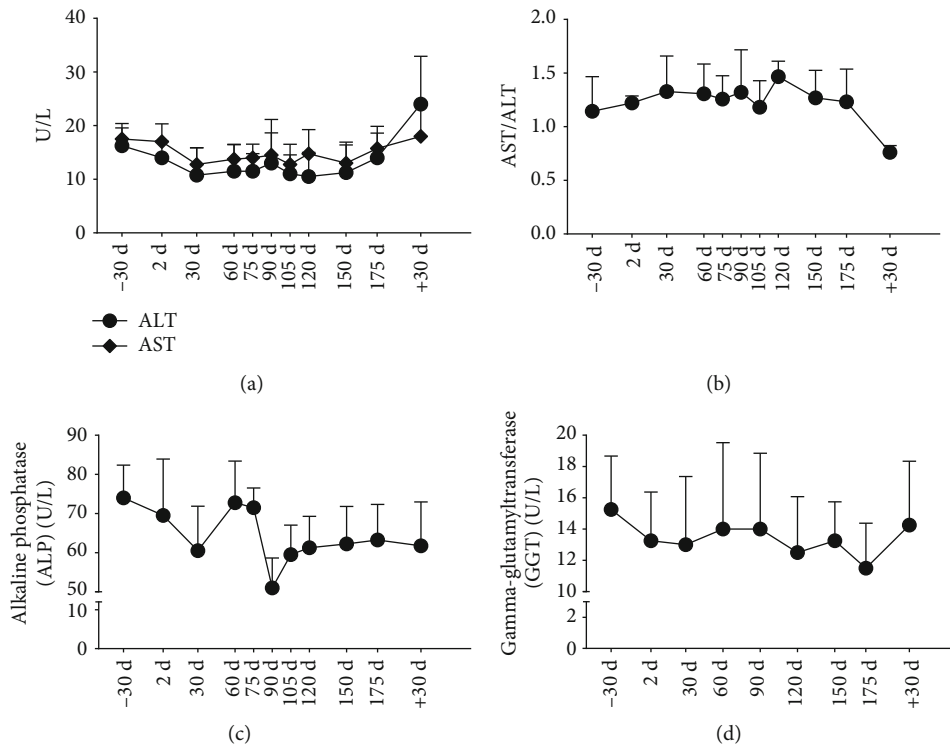 40
30
20
10
0
U/L
−30 d
2 d
30 d
60 d
75 d
90 d
105 d
120 d
150 d
175 d
+30 d
ALT
AST
(a)
2.0
1.5
1.0
0.5
0.0
AST/ALT
−30 d
2 d
30 d
60 d
75 d
90 d
105 d
120 d
150 d
175 d
+30 d
(b)
90
80
70
60
50
10
0
Alkaline phosphatase
(ALP) (U/L)
−30 d
2 d
30 d
60 d
75 d
90 d
105 d
120 d
150 d
175 d
+30 d
(c)
20
18
16
14
12
10
2
0
Gamma-glutamyltransferase
(GGT) (U/L)
−30 d
2 d
30 d
60 d
90 d
120 d
150 d
175 d
+30 d
(d)